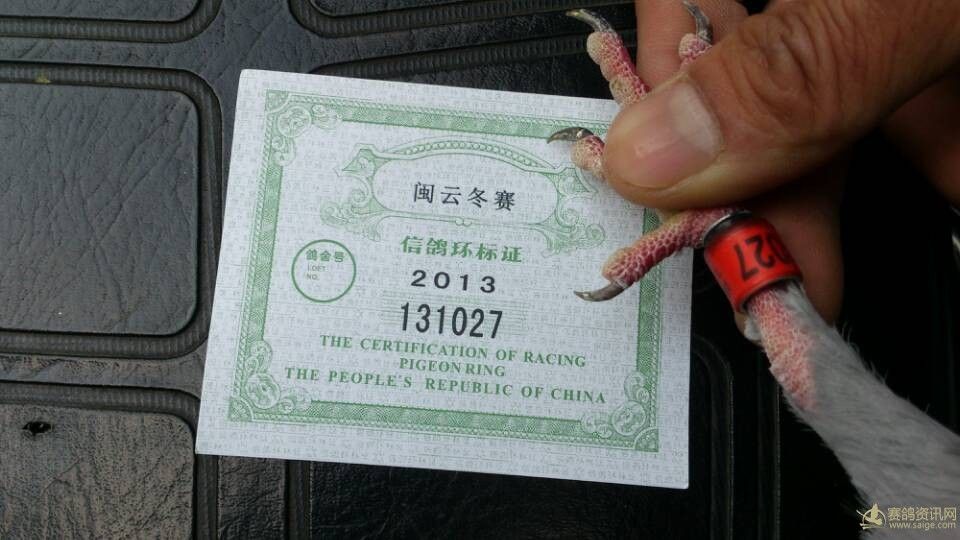 闽云冬赛
信鸽环标证
鸽舍号
LOFT
NO.
2013
131027
THE CERTIFICATION OF RACING
PIGEON RING
THE PEOPLE'S REPUBLIC OF CHINA
027
赛鸽资讯网
www.saige.com